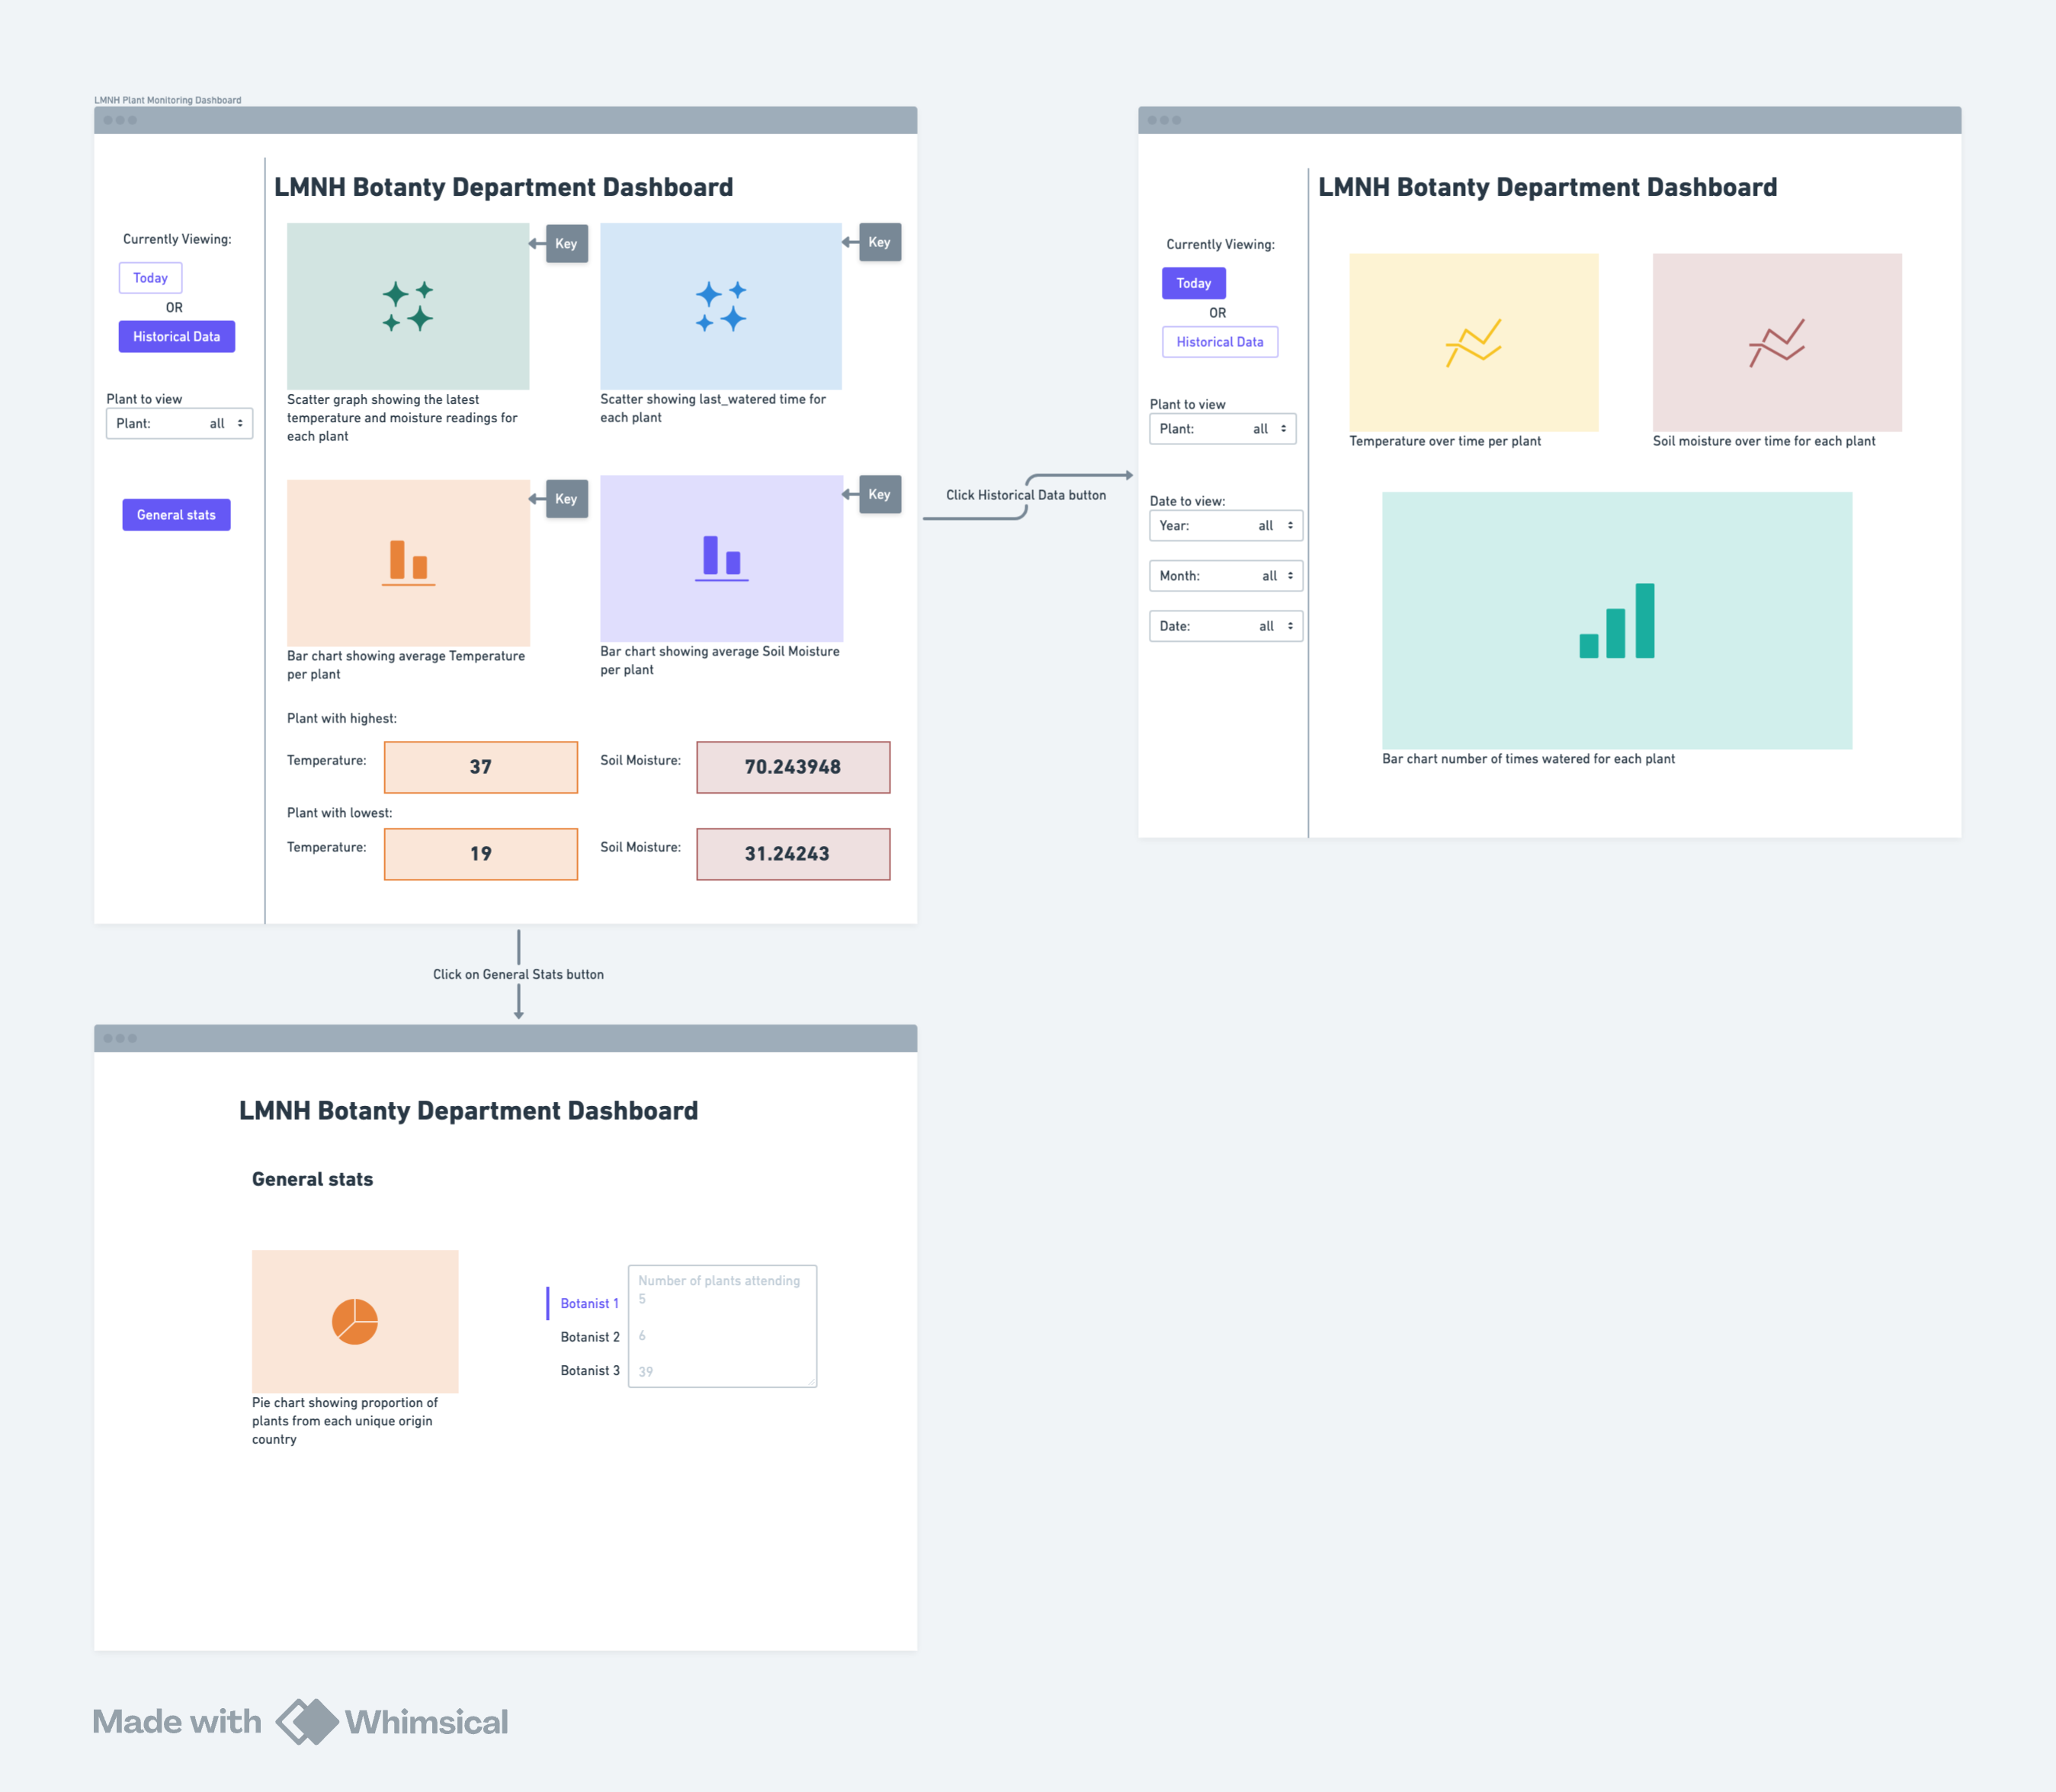 LMNH Plant Monitoring Dashboard
LMNH Botanty Department Dashboard
Currently Viewing:
Today
OR
Historical Data
Plant to view
Plant: all
General stats
Key
Key
Scatter graph showing the latest
temperature and moisture readings for
each plant
Scatter showing last_watered time for
each plant
Key
Key
Bar chart showing average Temperature
per plant
Bar chart showing average Soil Moisture
per plant
Plant with highest:
Temperature: 37
Soil Moisture: 70.243948
Plant with lowest:
Temperature: 19
Soil Moisture: 31.24243
Click Historical Data button
LMNH Botanty Department Dashboard
Currently Viewing:
Today
OR
Historical Data
Plant to view
Plant: all
Date to view:
Year: all
Month: all
Date: all
Temperature over time per plant
Soil moisture over time for each plant
Bar chart number of times watered for each plant
Click on General Stats button
LMNH Botanty Department Dashboard
General stats
Pie chart showing proportion of
plants from each unique origin
country
Number of plants attending
Botanist 1 5
Botanist 2 6
Botanist 3 39
Made with Whimsical